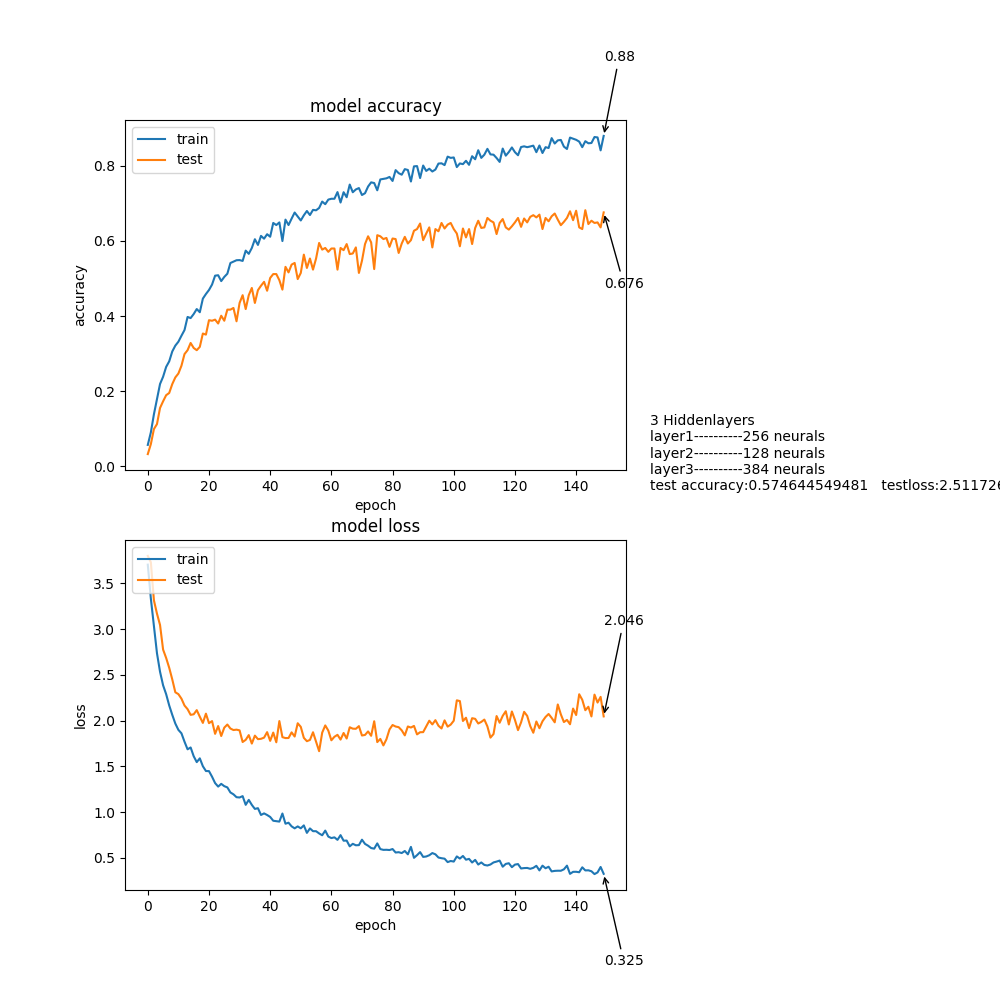 0.88
model accuracy
train
test
0.8
0.6
0.4
0.2
0.0
accuracy
0.676
0 20 40 60 80 100 120 140
epoch
3 Hiddenlayers
layer1----------256 neurals
layer2----------128 neurals
layer3----------384 neurals
test accuracy:0.574644549481 testloss:2.511726
model loss
train
test
3.5
3.0
2.5
2.0
1.5
1.0
0.5
loss
2.046
0 20 40 60 80 100 120 140
epoch
0.325